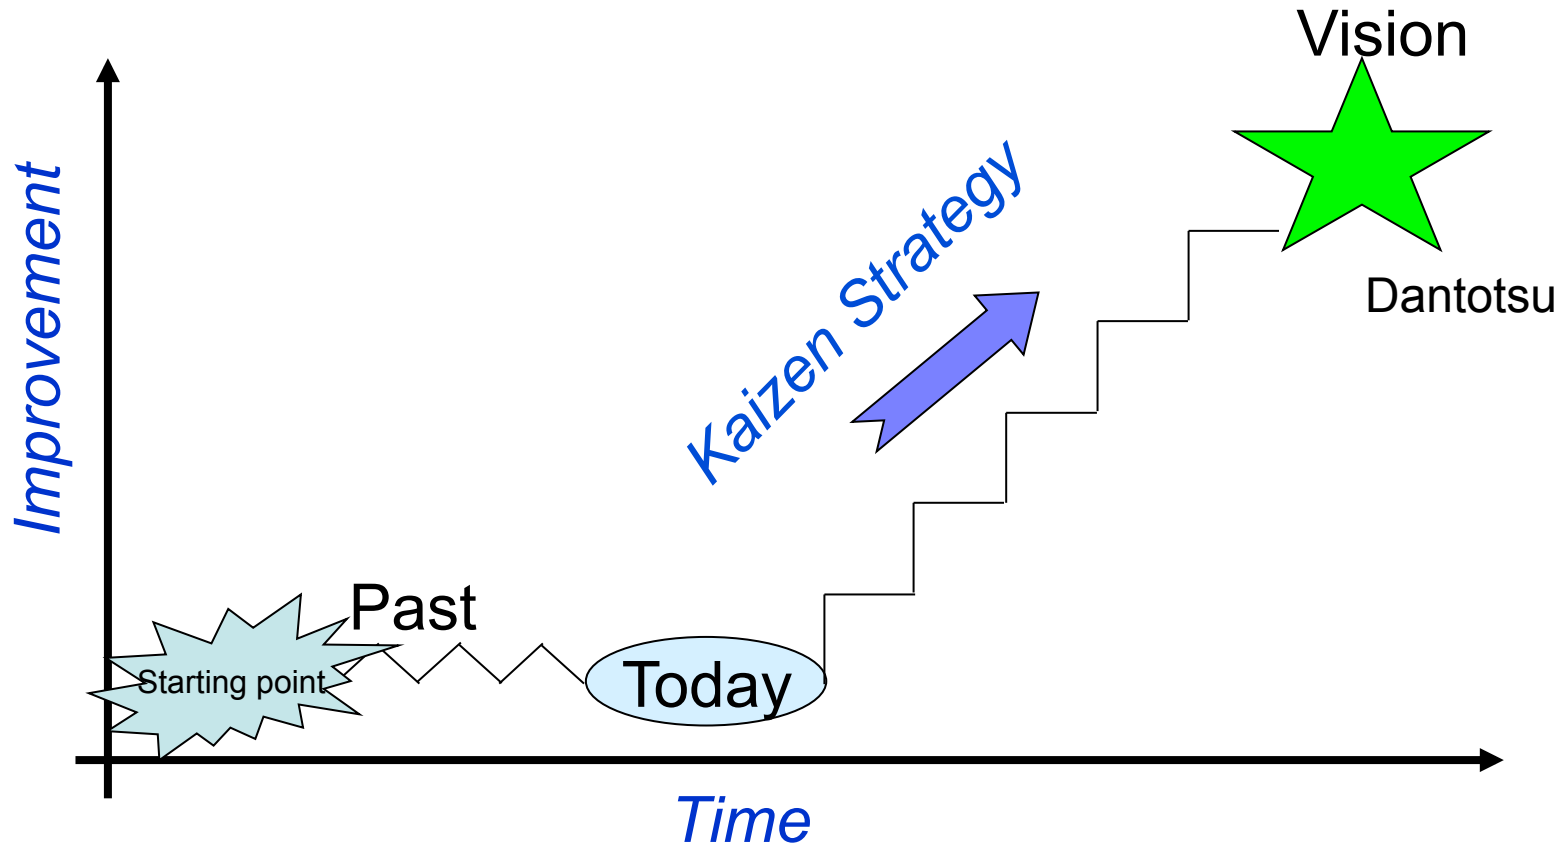 Vision
Improvement
Kaizen Strategy
Dantotsu
Past
Starting point
Today
Time